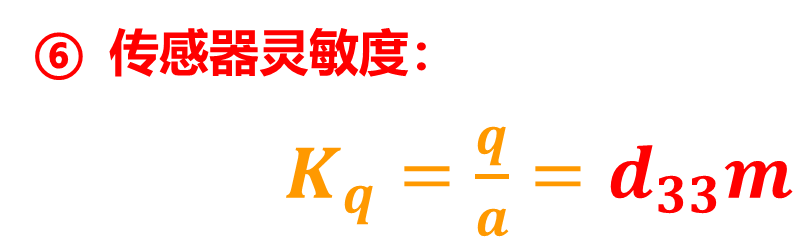 ⑥ 传感器灵敏度：
K_q = q/a = d_33 m